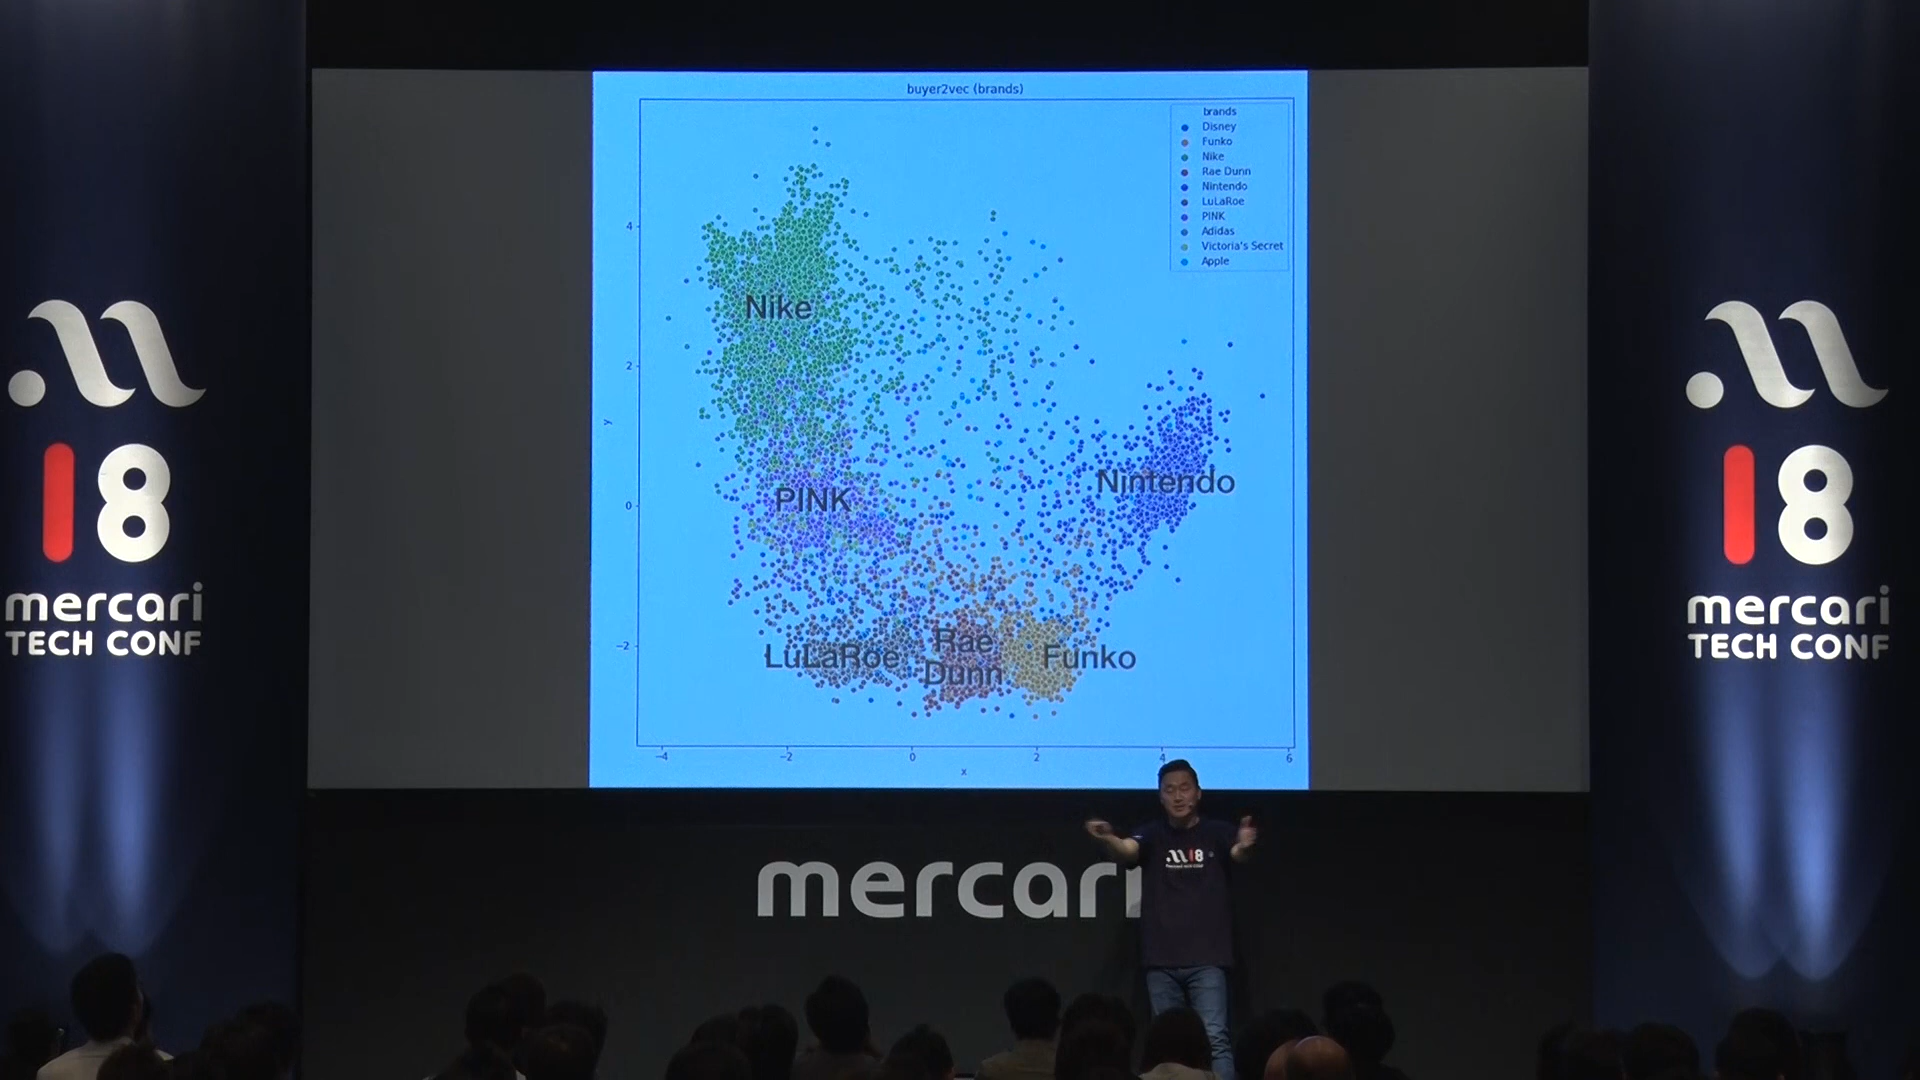 buyer2vec (brands)
brands
Disney
Funko
Nike
Rae Dunn
Nintendo
LuLaRoe
PINK
Adidas
Victoria's Secret
Apple
4
2
0
−2
y
Nike
PINK
Nintendo
LuLaRoe
Rae
Dunn
Funko
−4
−2
0
2
4
6
x
18
mercari
TECH CONF
18
mercari
TECH CONF
mercari
18